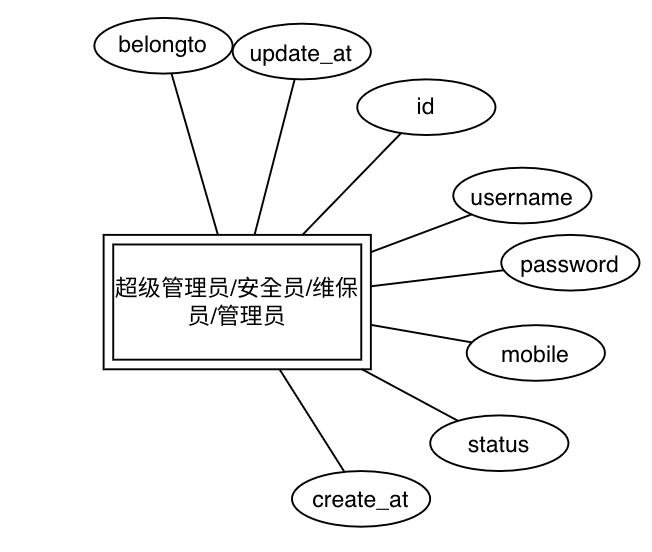 belongto
update_at
id
username
password
超级管理员/安全员/维保
员/管理员
mobile
status
create_at